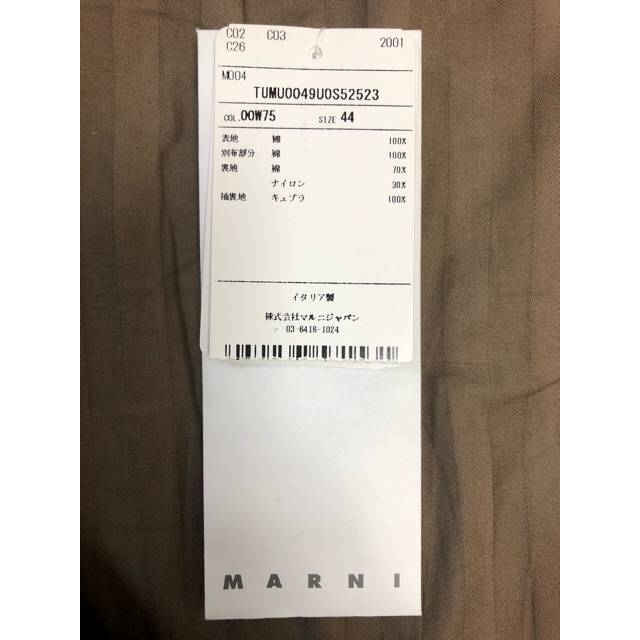 C02 C03
C26 2001
M004
TUMU0049U0S52523
COL. 00W75 SIZE 44
表地 綿 100%
別布部分 綿 100%
裏地 綿 70%
ナイロン 30%
袖裏地 キュプラ 100%
イタリア製
株式会社マルニジャパン
03-6416-1024
MARNI